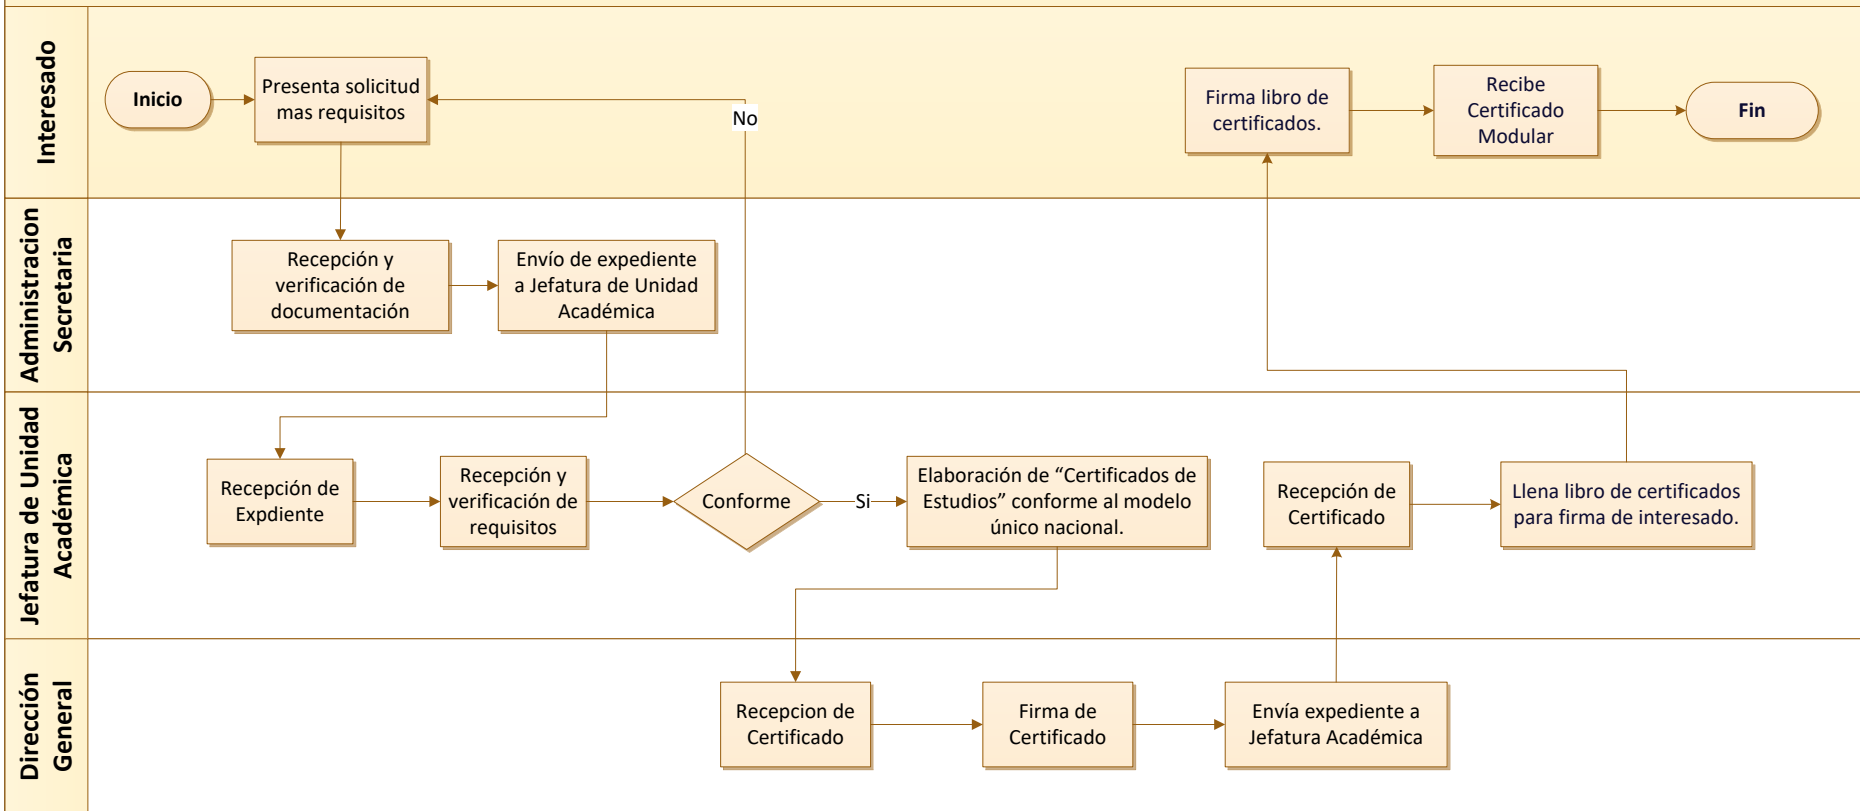 Interesado
Inicio
Presenta solicitud
mas requisitos
No
Firma libro de
certificados.
Recibe
Certificado
Modular
Fin
Administracion
Secretaria
Recepción y
verificación de
documentación
Envío de expediente
a Jefatura de Unidad
Académica
Jefatura de Unidad
Académica
Recepción de
Expdiente
Recepción y
verificación de
requisitos
Conforme
Si
Elaboración de “Certificados de
Estudios” conforme al modelo
único nacional.
Recepción de
Certificado
Llena libro de certificados
para firma de interesado.
Dirección
General
Recepcion de
Certificado
Firma de
Certificado
Envía expediente a
Jefatura Académica